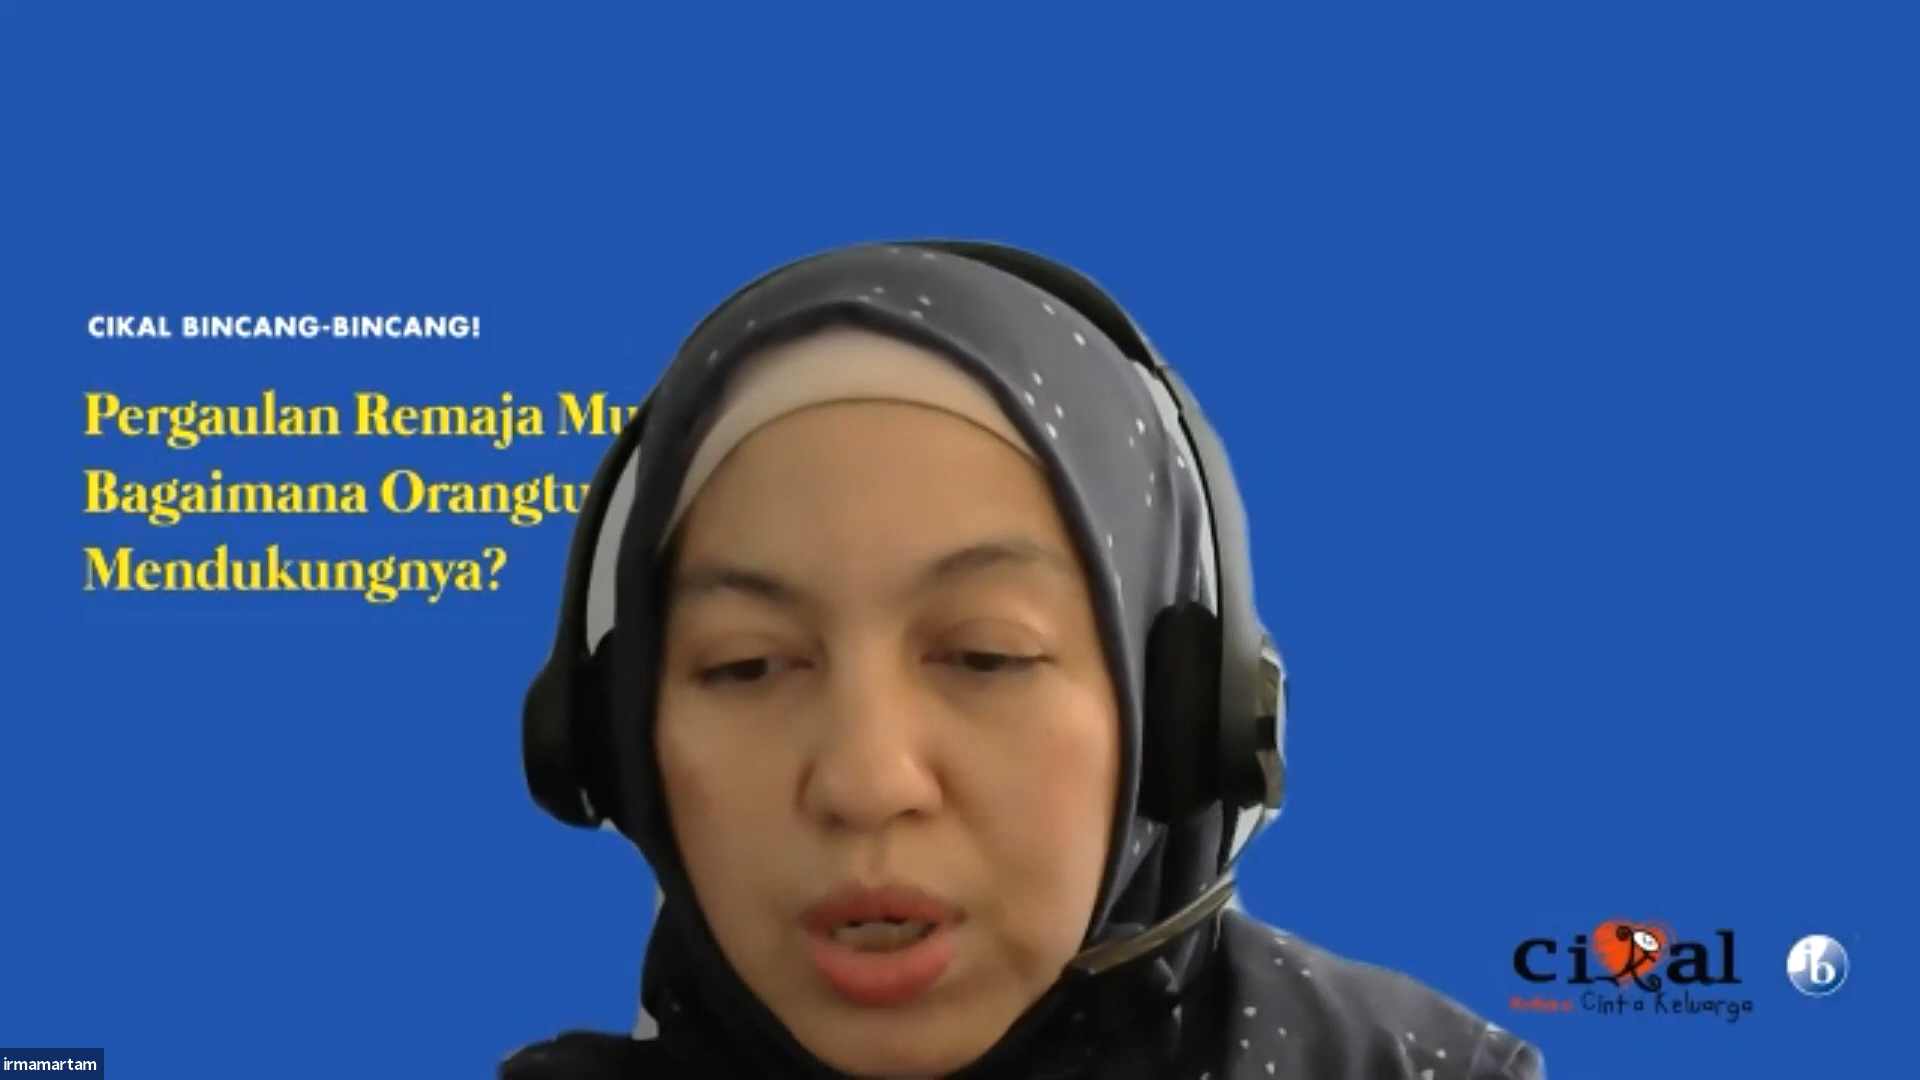 CIKAL BINCANG-BINCANG!
Pergaulan Remaja Mu
Bagaimana Orangtu
Mendukungnya?
cikal
Cinta Keluarga
ib
irmamartam